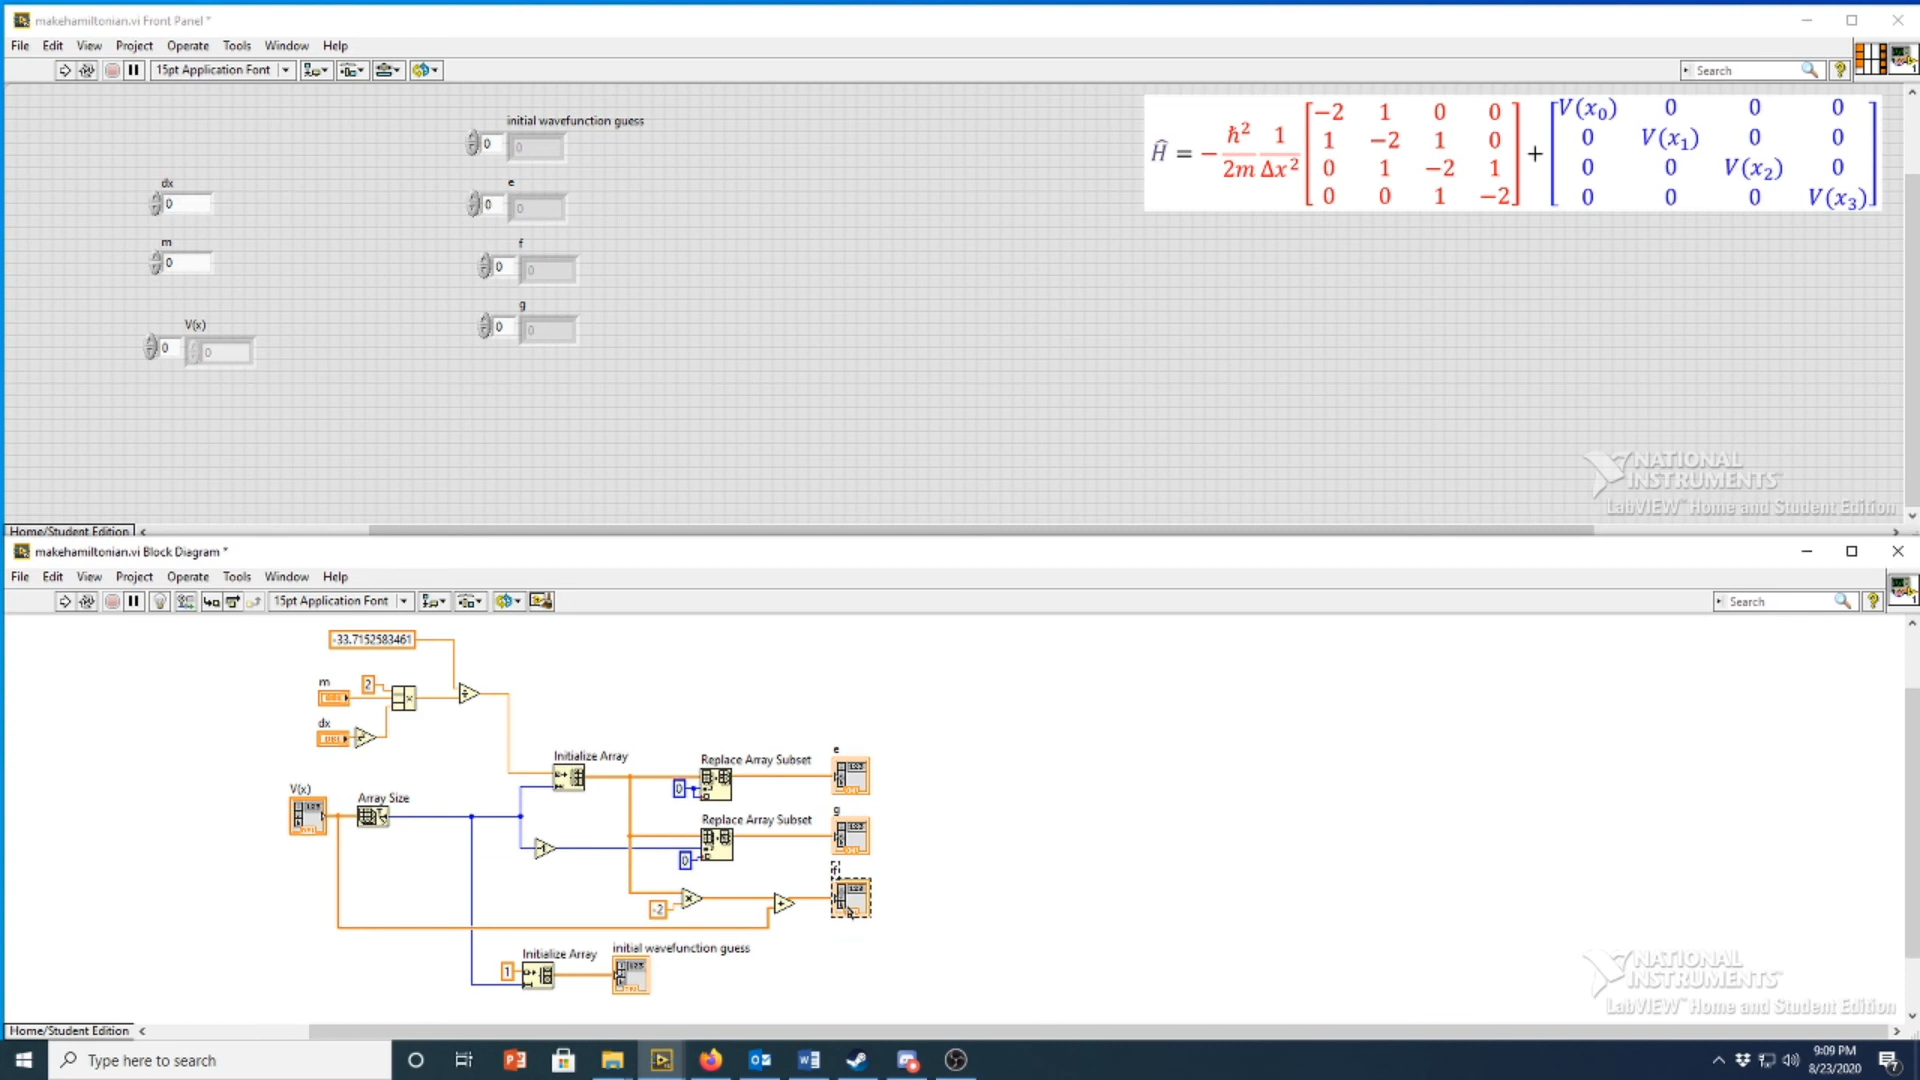 makehamiltonian.vi Front Panel *
File Edit View Project Operate Tools Window Help
15pt Application Font
Search
initial wavefunction guess
0 0
dx
0
e
0 0
m
0
f
0 0
V(x)
0 0
g
0 0
Ĥ = − ħ²/2m 1/Δx² [−2 1 0 0] + [V(x₀) 0 0 0]
1 −2 1 0 0 V(x₁) 0 0
0 1 −2 1 0 0 V(x₂) 0
0 0 1 −2 0 0 0 V(x₃)
NATIONAL
INSTRUMENTS
LabVIEW™ Home and Student Edition
Home/Student Edition
makehamiltonian.vi Block Diagram *
File Edit View Project Operate Tools Window Help
15pt Application Font
Search
-33.7152583461
m
2
dx
V(x)
Array Size
Initialize Array
Replace Array Subset
e
0
Replace Array Subset
g
-1
0
f
-2
initial wavefunction guess
Initialize Array
1
NATIONAL
INSTRUMENTS
LabVIEW™ Home and Student Edition
Home/Student Edition
Type here to search
9:09 PM
8/23/2020
7